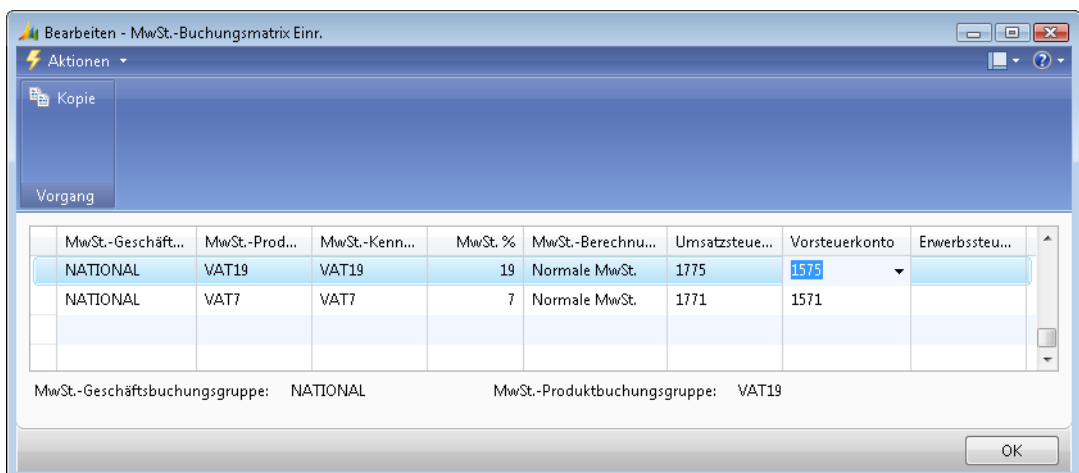 Bearbeiten - MwSt.-Buchungsmatrix Einr.
Aktionen
Kopie
Vorgang
MwSt.-Geschäft... MwSt.-Prod... MwSt.-Kenn... MwSt. % MwSt.-Berechnu... Umsatzsteue... Vorsteuerkonto Erwerbssteu...
NATIONAL VAT19 VAT19 19 Normale MwSt. 1775 1575
NATIONAL VAT7 VAT7 7 Normale MwSt. 1771 1571
MwSt.-Geschäftsbuchungsgruppe: NATIONAL MwSt.-Produktbuchungsgruppe: VAT19
OK